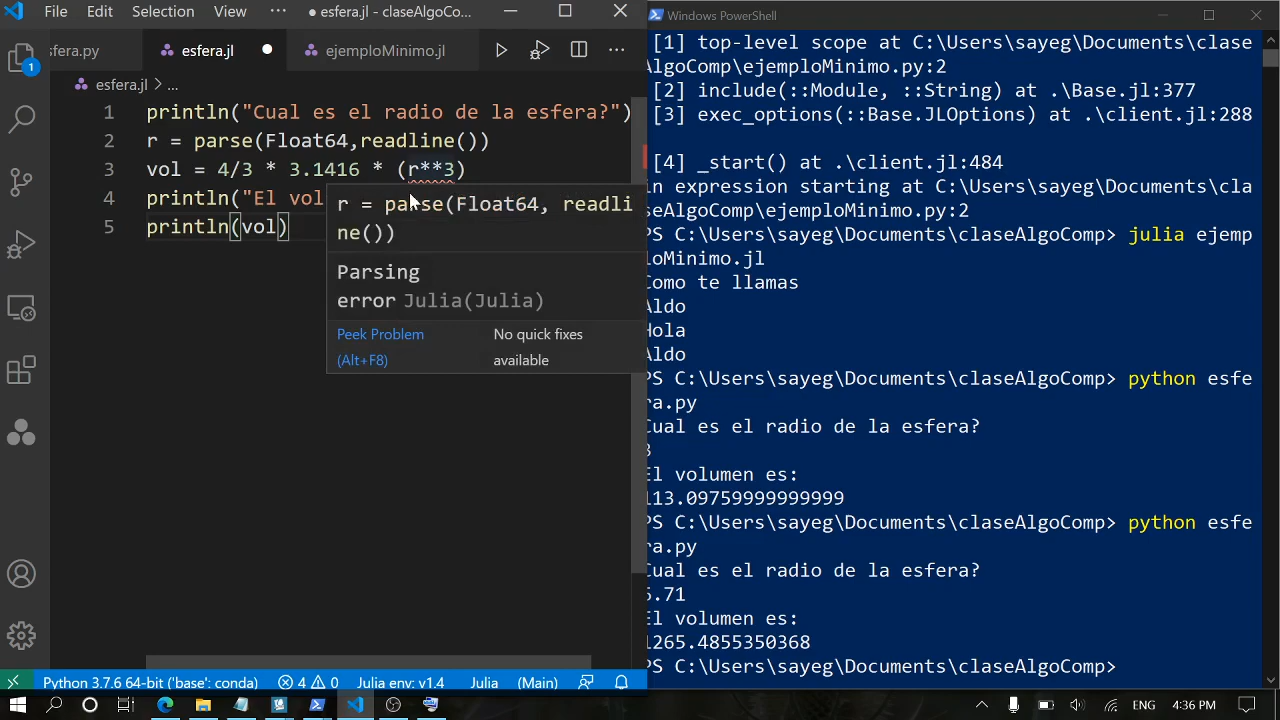 File Edit Selection View ··· ● esfera.jl - claseAlgoCo...
sfera.py esfera.jl ejemploMinimo.jl ···
esfera.jl > ...
1 println("Cual es el radio de la esfera?")
2 r = parse(Float64,readline())
3 vol = 4/3 * 3.1416 * (r**3)
4 println("El vol
5 println(vol)
r = parse(Float64, readli
ne())
Parsing
error Julia(Julia)
Peek Problem
(Alt+F8)
No quick fixes
available
1
Python 3.7.6 64-bit ('base': conda) 4 0 Julia env: v1.4 Julia (Main)
Windows PowerShell
[1] top-level scope at C:\Users\sayeg\Documents\clase
AlgoComp\ejemploMinimo.py:2
[2] include(::Module, ::String) at .\Base.jl:377
[3] exec_options(::Base.JLOptions) at .\client.jl:288
[4] _start() at .\client.jl:484
in expression starting at C:\Users\sayeg\Documents\cla
seAlgoComp\ejemploMinimo.py:2
PS C:\Users\sayeg\Documents\claseAlgoComp> julia ejemp
loMinimo.jl
Como te llamas
Aldo
Hola
Aldo
PS C:\Users\sayeg\Documents\claseAlgoComp> python esfe
ra.py
Cual es el radio de la esfera?
3
El volumen es:
113.09759999999999
PS C:\Users\sayeg\Documents\claseAlgoComp> python esfe
ra.py
Cual es el radio de la esfera?
6.71
El volumen es:
1265.4855350368
PS C:\Users\sayeg\Documents\claseAlgoComp>
ENG 4:36 PM